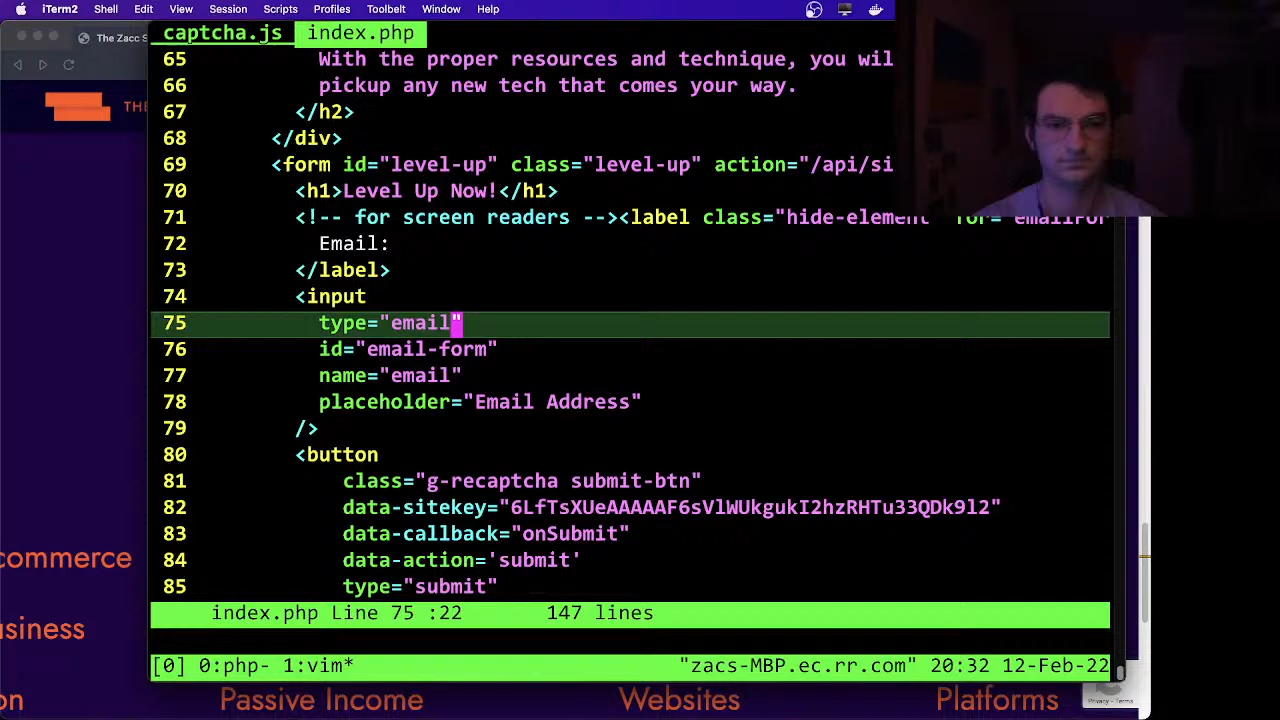 iTerm2 Shell Edit View Session Scripts Profiles Toolbelt Window Help
The Zacc S
THE
captcha.js index.php
65 With the proper resources and technique, you wil
66 pickup any new tech that comes your way.
67 </h2>
68 </div>
69 <form id="level-up" class="level-up" action="/api/si
70 <h1>Level Up Now!</h1>
71 <!-- for screen readers --><label class="hide-element" for="emailFor
72 Email:
73 </label>
74 <input
75 type="email"
76 id="email-form"
77 name="email"
78 placeholder="Email Address"
79 />
80 <button
81 class="g-recaptcha submit-btn"
82 data-sitekey="6LfTsXUeAAAAAF6sVlWUkgukI2hzRHTu33QDk9l2"
83 data-callback="onSubmit"
84 data-action='submit'
85 type="submit"
index.php Line 75 :22 147 lines
[0] 0:php- 1:vim* "zacs-MBP.ec.rr.com" 20:32 12-Feb-22
commerce
usiness
on Passive Income Websites Platforms
Privacy - Terms